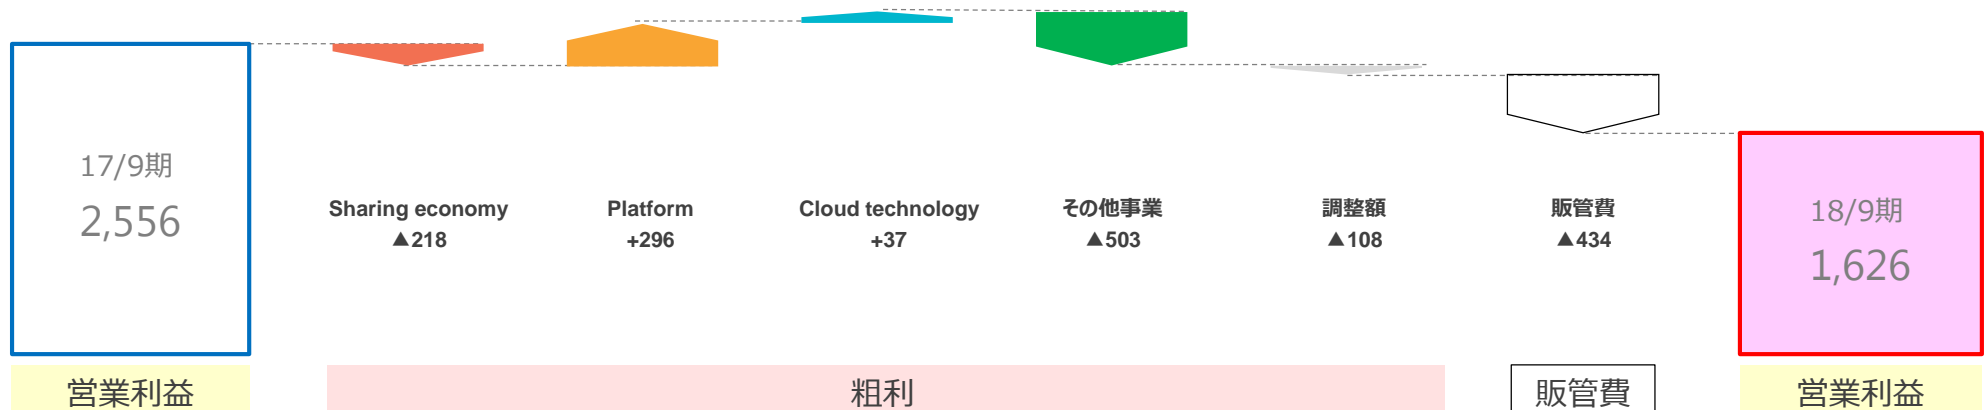 17/9期
2,556
Sharing economy
▲218
Platform
+296
Cloud technology
+37
その他事業
▲503
調整額
▲108
販管費
▲434
18/9期
1,626
営業利益
粗利
販管費
営業利益